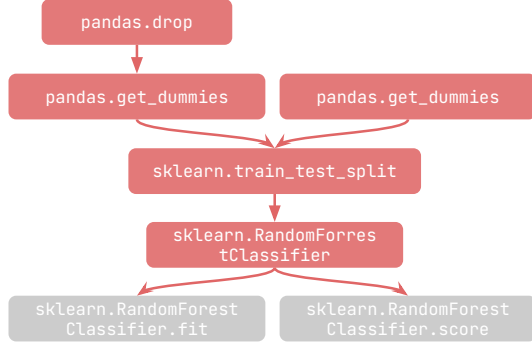 pandas.drop
pandas.get_dummies
pandas.get_dummies
sklearn.train_test_split
sklearn.RandomForres
tClassifier
sklearn.RandomForest
Classifier.fit
sklearn.RandomForest
Classifier.score